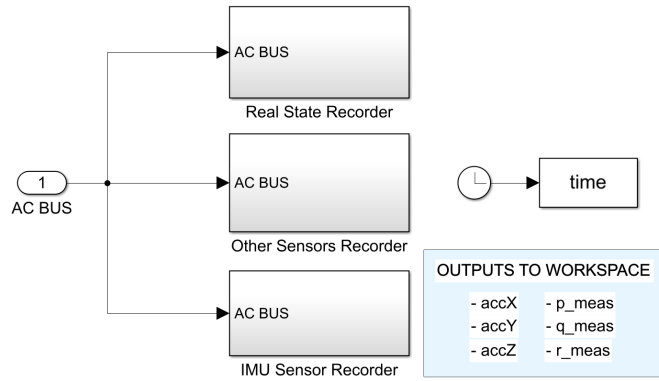 AC BUS
Real State Recorder
1
AC BUS
AC BUS
Other Sensors Recorder
AC BUS
IMU Sensor Recorder
time
OUTPUTS TO WORKSPACE
- accX - p_meas
- accY - q_meas
- accZ - r_meas